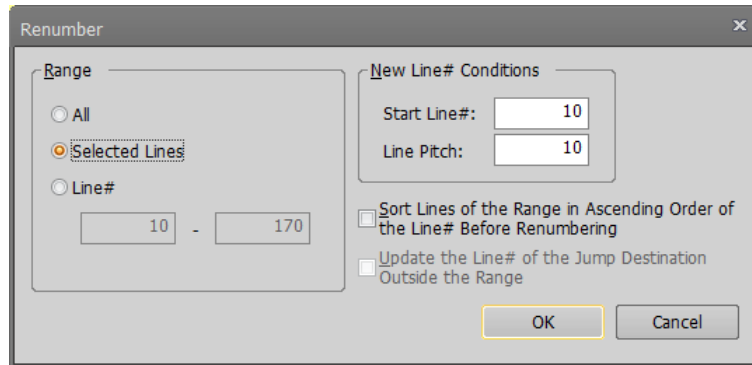 Renumber
Range
All
Selected Lines
Line#
10 - 170
New Line# Conditions
Start Line#: 10
Line Pitch: 10
Sort Lines of the Range in Ascending Order of
the Line# Before Renumbering
Update the Line# of the Jump Destination
Outside the Range
OK
Cancel